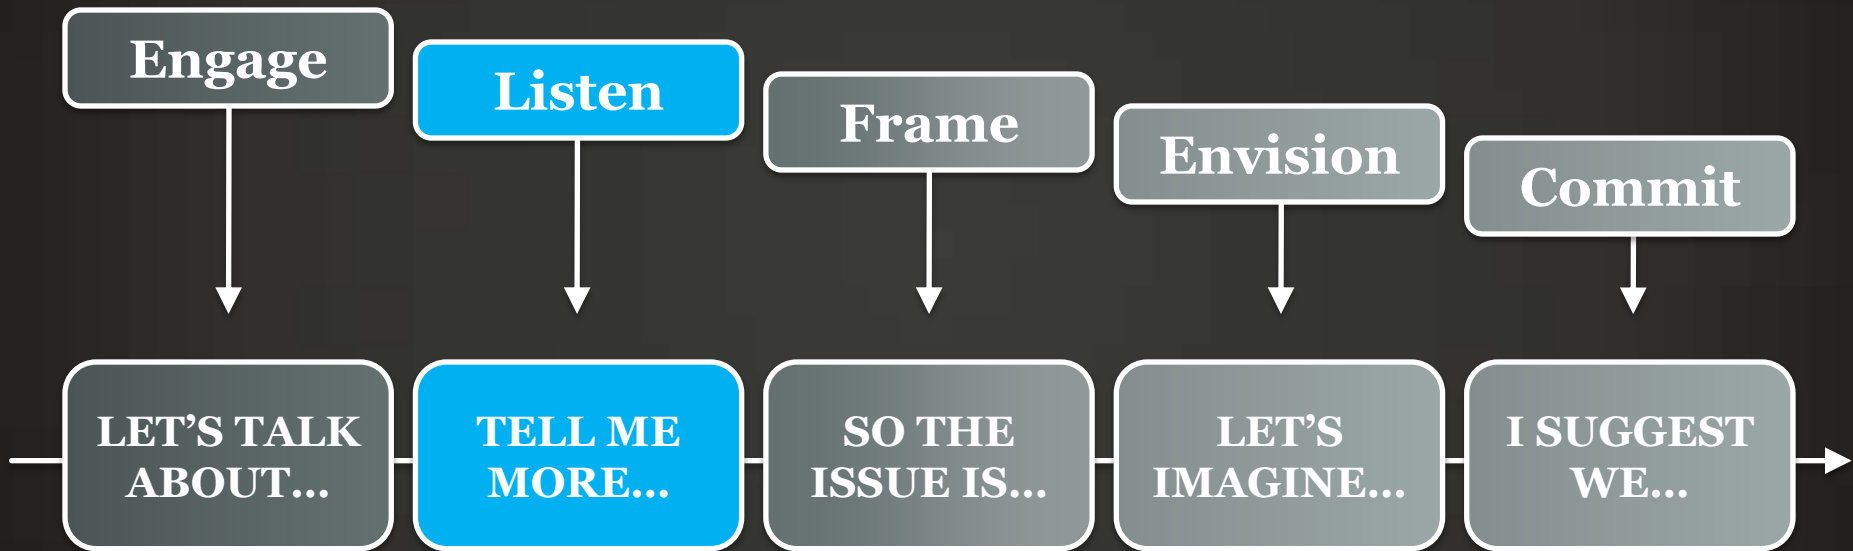 Engage
Listen
Frame
Envision
Commit
LET’S TALK
ABOUT…
TELL ME
MORE…
SO THE
ISSUE IS…
LET’S
IMAGINE…
I SUGGEST
WE…